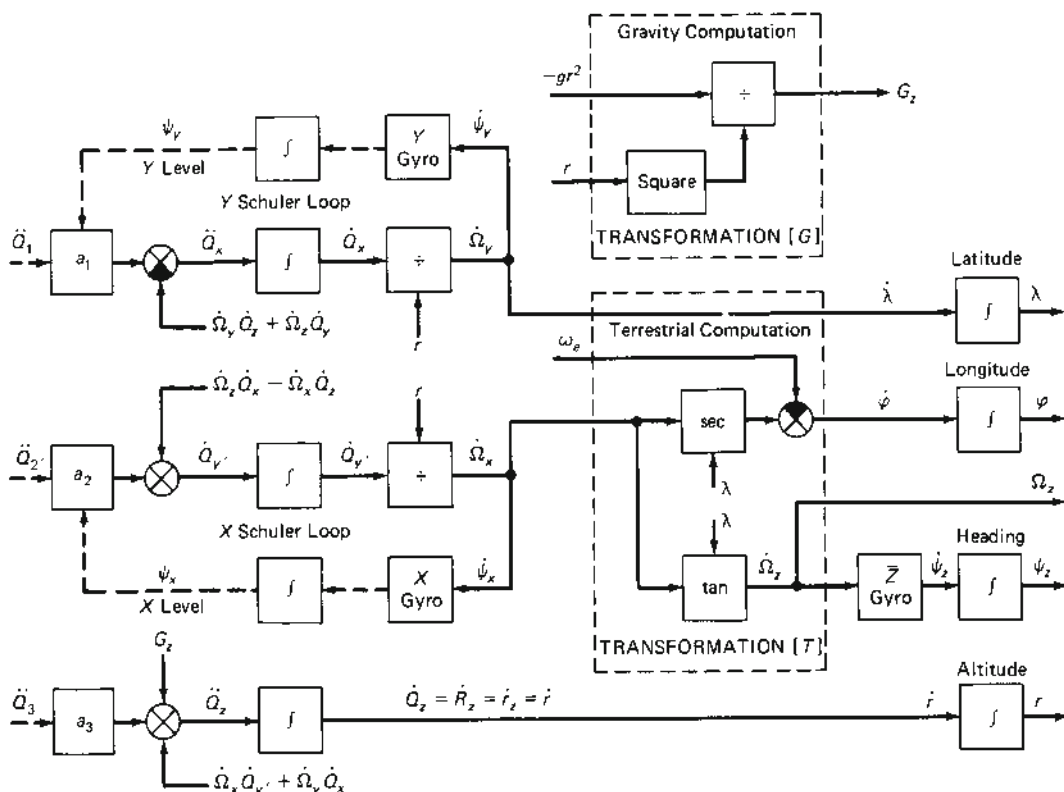 Gravity Computation
−gr²
÷
G_z
r
Square
TRANSFORMATION [G]
ψ_y
∫
Y Gyro
ψ̇_y
Y Level
Y Schuler Loop
Q̈_1
a_1
Q̈_x
∫
Q̇_x
÷
Ω̇_y
Ω̇_y Q̇_z + Ω̇_z Q̇_y
r
Latitude
λ̇
∫
λ
Terrestrial Computation
ω_e
Longitude
sec
φ̇
∫
φ
λ
Ω̇_z Q̇_x − Ω̇_x Q̇_z
r
Q̈_2′
a_2
Q̇_y′
∫
Q̇_y′
÷
Ω̇_x
X Schuler Loop
ψ_x
∫
X Gyro
ψ̇_x
X Level
λ
tan
Ω̇_z
Ω_z
Heading
Z̅ Gyro
ψ̇_z
∫
ψ_z
TRANSFORMATION [T]
G_z
Q̈_3
a_3
Q̈_z
∫
Q̇_z = Ṙ_z = ṙ_z = ṙ
Altitude
ṙ
∫
r
Ω̇_x Q̇_y′ + Ω̇_y Q̇_x